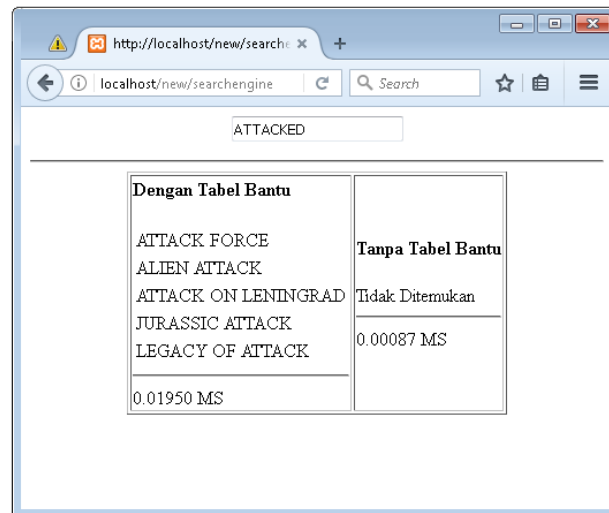 http://localhost/new/searche
localhost/new/searchengine
Search
ATTACKED
Dengan Tabel Bantu
ATTACK FORCE
ALIEN ATTACK
ATTACK ON LENINGRAD
JURASSIC ATTACK
LEGACY OF ATTACK
0.01950 MS
Tanpa Tabel Bantu
Tidak Ditemukan
0.00087 MS